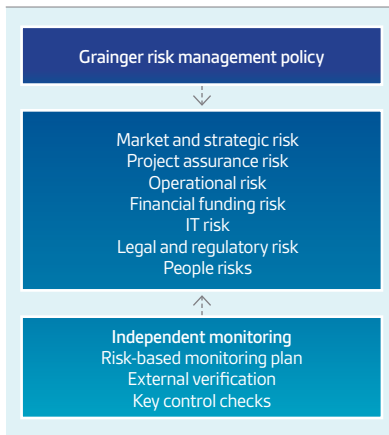 Grainger risk management policy
Market and strategic risk
Project assurance risk
Operational risk
Financial funding risk
IT risk
Legal and regulatory risk
People risks
Independent monitoring
Risk-based monitoring plan
External verification
Key control checks